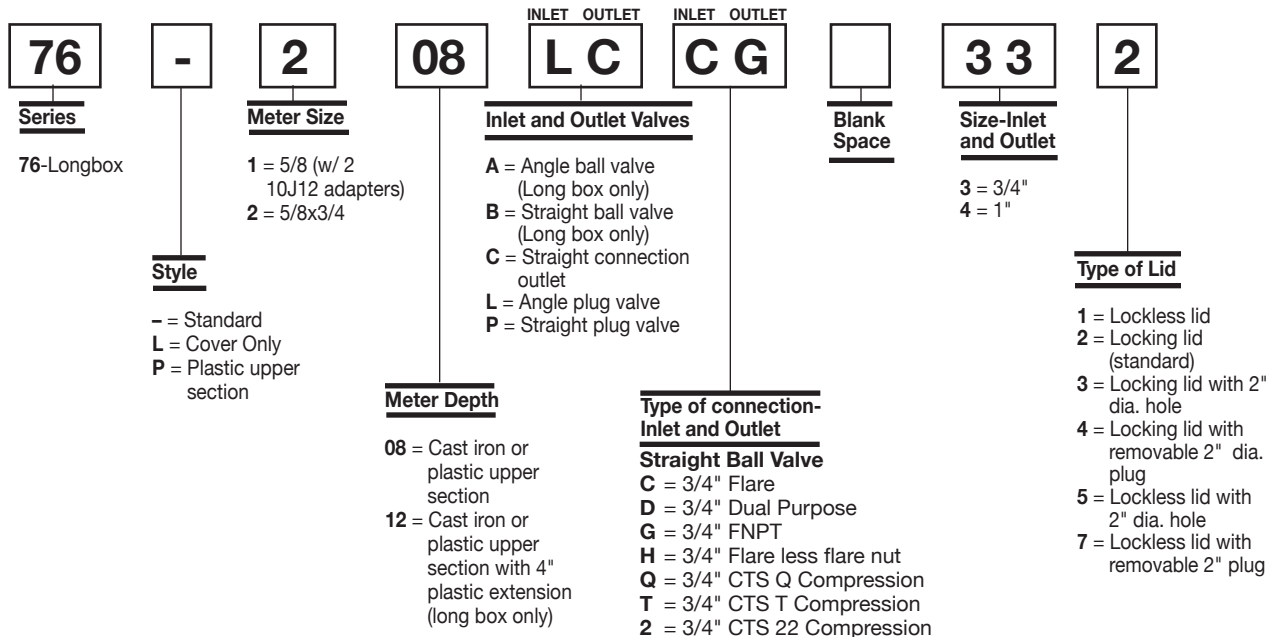 INLET OUTLET INLET OUTLET
76 - 2 08 L C C G 3 3 2
Series
76-Longbox
Style
– = Standard
L = Cover Only
P = Plastic upper
section
Meter Size
1 = 5/8 (w/ 2
10J12 adapters)
2 = 5/8x3/4
Meter Depth
08 = Cast iron or
plastic upper
section
12 = Cast iron or
plastic upper
section with 4"
plastic extension
(long box only)
Inlet and Outlet Valves
A = Angle ball valve
(Long box only)
B = Straight ball valve
(Long box only)
C = Straight connection
outlet
L = Angle plug valve
P = Straight plug valve
Type of connection-
Inlet and Outlet
Straight Ball Valve
C = 3/4" Flare
D = 3/4" Dual Purpose
G = 3/4" FNPT
H = 3/4" Flare less flare nut
Q = 3/4" CTS Q Compression
T = 3/4" CTS T Compression
2 = 3/4" CTS 22 Compression
Blank
Space
Size-Inlet
and Outlet
3 = 3/4"
4 = 1"
Type of Lid
1 = Lockless lid
2 = Locking lid
(standard)
3 = Locking lid with 2"
dia. hole
4 = Locking lid with
removable 2" dia.
plug
5 = Lockless lid with
2" dia. hole
7 = Lockless lid with
removable 2" plug